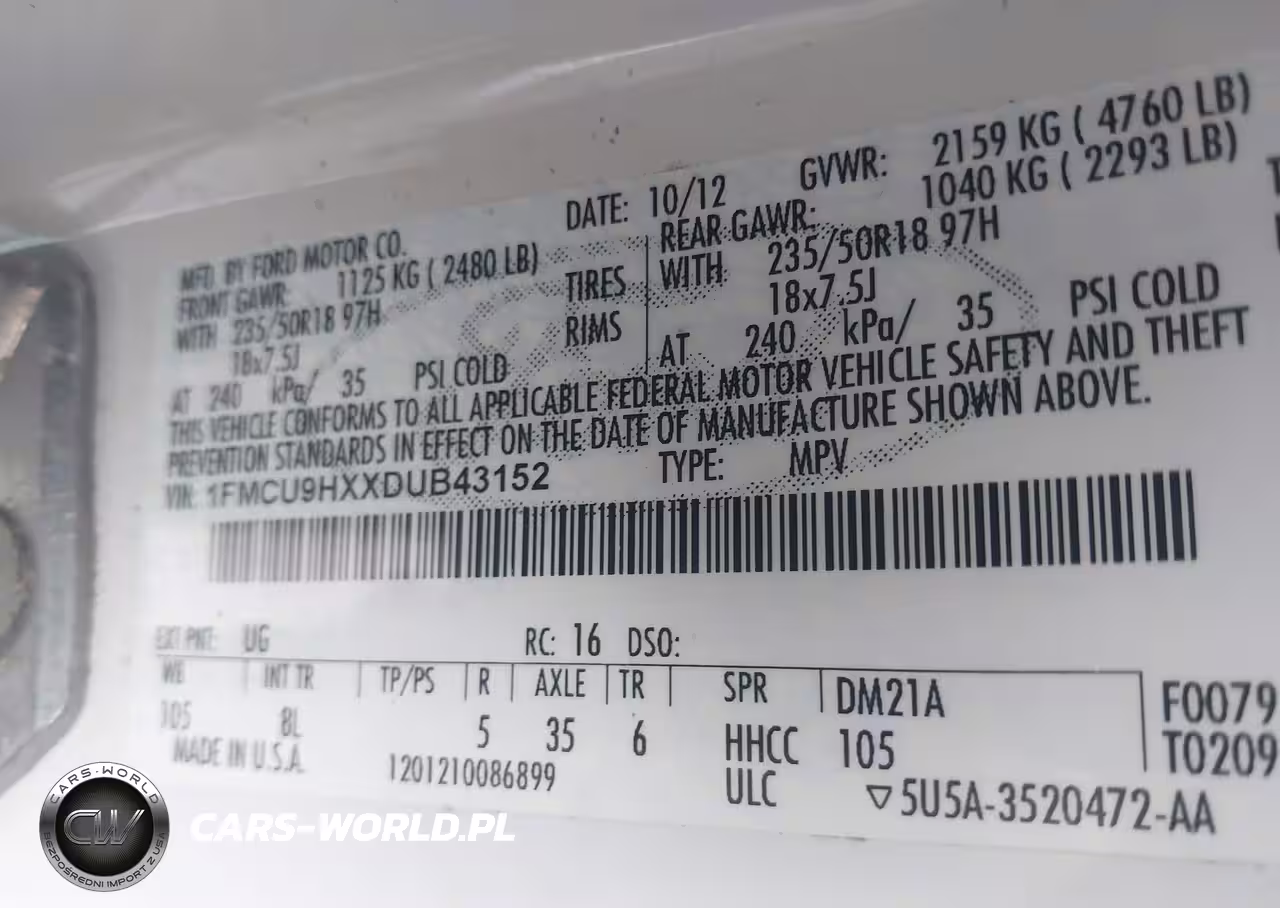 DATE: 10/12 GVWR: 2159 KG ( 4760 LB)
MFD. BY FORD MOTOR CO.
FRONT GAWR: 1125 KG ( 2480 LB) REAR GAWR: 1040 KG ( 2293 LB)
WITH 235/50R18 97H TIRES WITH 235/50R18 97H
18x7.5J RIMS 18x7.5J
AT 240 kPa/ 35 PSI COLD AT 240 kPa/ 35 PSI COLD
THIS VEHICLE CONFORMS TO ALL APPLICABLE FEDERAL MOTOR VEHICLE SAFETY AND THEFT
PREVENTION STANDARDS IN EFFECT ON THE DATE OF MANUFACTURE SHOWN ABOVE.
VIN: 1FMCU9HXXDUB43152 TYPE: MPV
EXT PNT: UG RC: 16 DSO:
WB INT TR TP/PS R AXLE TR SPR DM21A F0079
105 8L 5 35 6 HHCC 105 T0209
MADE IN U.S.A. 1201210086899 ULC ▽5U5A-3520472-AA
CARS-WORLD
CW
BEZPOŚREDNI IMPORT Z USA
CARS-WORLD.PL